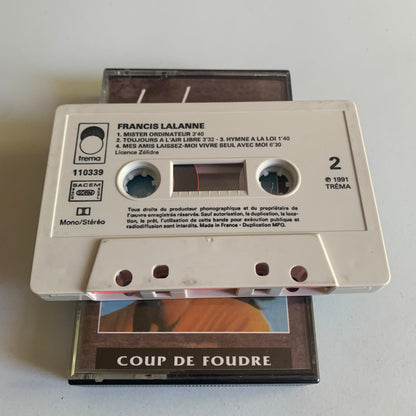 FRANCIS LALANNE
1. MISTER ORDINATEUR 3'40
2. TOUJOURS A L'AIR LIBRE 3'32 - 3. HYMNE A LA LOI 1'40
4. MES AMIS LAISSEZ-MOI VIVRE SEUL AVEC MOI 6'30
Licence Zélidre
trema
110339
SACEM
Mono/Stéréo
2
℗ 1991
TRÉMA
Tous droits du producteur phonographique et du propriétaire de
l'œuvre enregistrée réservés. Sauf autorisation, la duplication, la loca-
tion, le prêt, l'utilisation de cette bande pour exécution publique et
radiodiffusion sont interdits. Made in France - Duplication MPO.
COUP DE FOUDRE